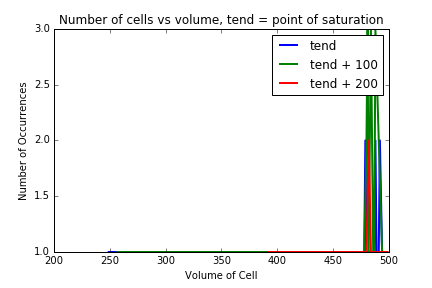 Number of cells vs volume, tend = point of saturation
3.0
2.5
2.0
1.5
1.0
Number of Occurrences
tend
tend + 100
tend + 200
200
250
300
350
400
450
500
Volume of Cell